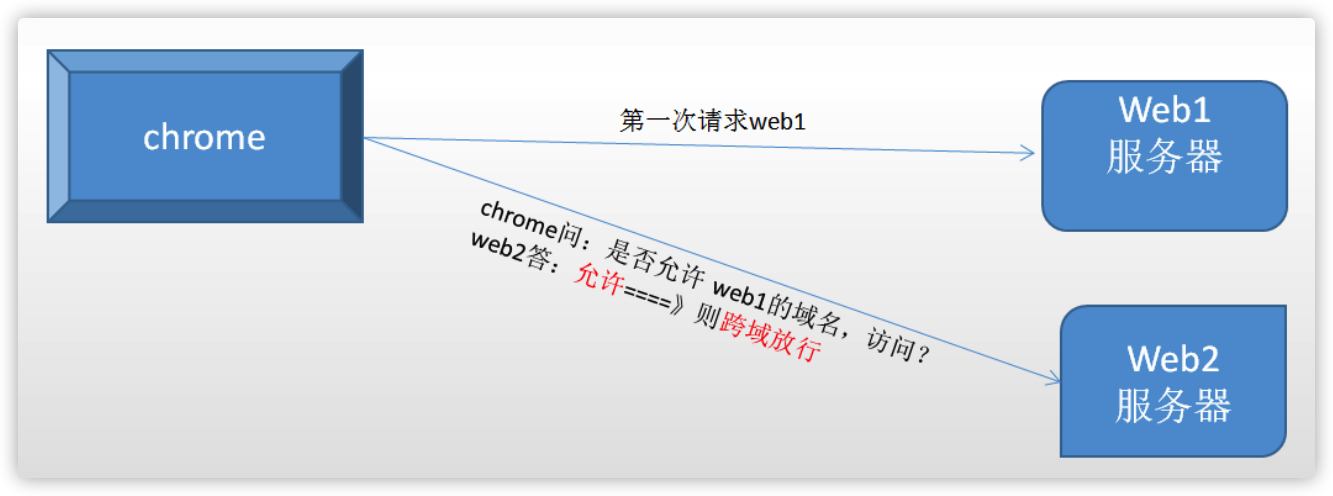 chrome
第一次请求web1
Web1
服务器
chrome问：是否允许 web1的域名，访问？
web2答：允许====》则跨域放行
Web2
服务器